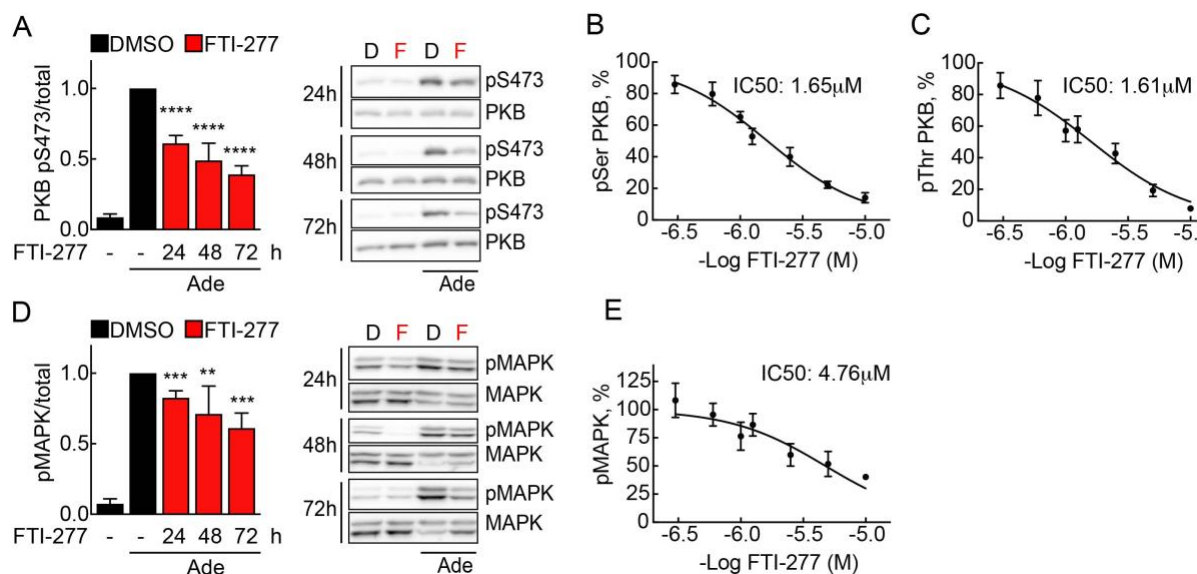 A
DMSO FTI-277
PKB pS473/total
1.0
0.5
0.0
****
****
****
FTI-277 - - 24 48 72 h
Ade
D F D F
24h
pS473
PKB
48h
pS473
PKB
72h
pS473
PKB
Ade
B
pSer PKB, %
100
80
60
40
20
0
IC50: 1.65μM
-6.5 -6.0 -5.5 -5.0
-Log FTI-277 (M)
C
pThr PKB, %
100
80
60
40
20
0
IC50: 1.61μM
-6.5 -6.0 -5.5 -5.0
-Log FTI-277 (M)
D
DMSO FTI-277
pMAPK/total
1.0
0.5
0.0
***
**
***
FTI-277 - - 24 48 72 h
Ade
D F D F
24h
pMAPK
MAPK
48h
pMAPK
MAPK
72h
pMAPK
MAPK
Ade
E
pMAPK, %
125
100
75
50
25
0
IC50: 4.76μM
-6.5 -6.0 -5.5 -5.0
-Log FTI-277 (M)